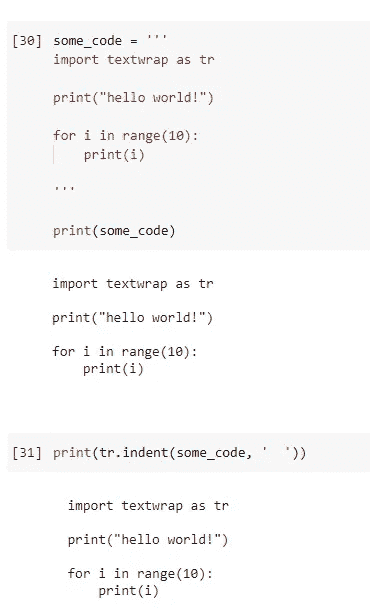 [30] some_code = '''
import textwrap as tr
print("hello world!")
for i in range(10):
    print(i)
'''
print(some_code)
import textwrap as tr
print("hello world!")
for i in range(10):
    print(i)
[31] print(tr.indent(some_code, '  '))
import textwrap as tr
print("hello world!")
for i in range(10):
    print(i)